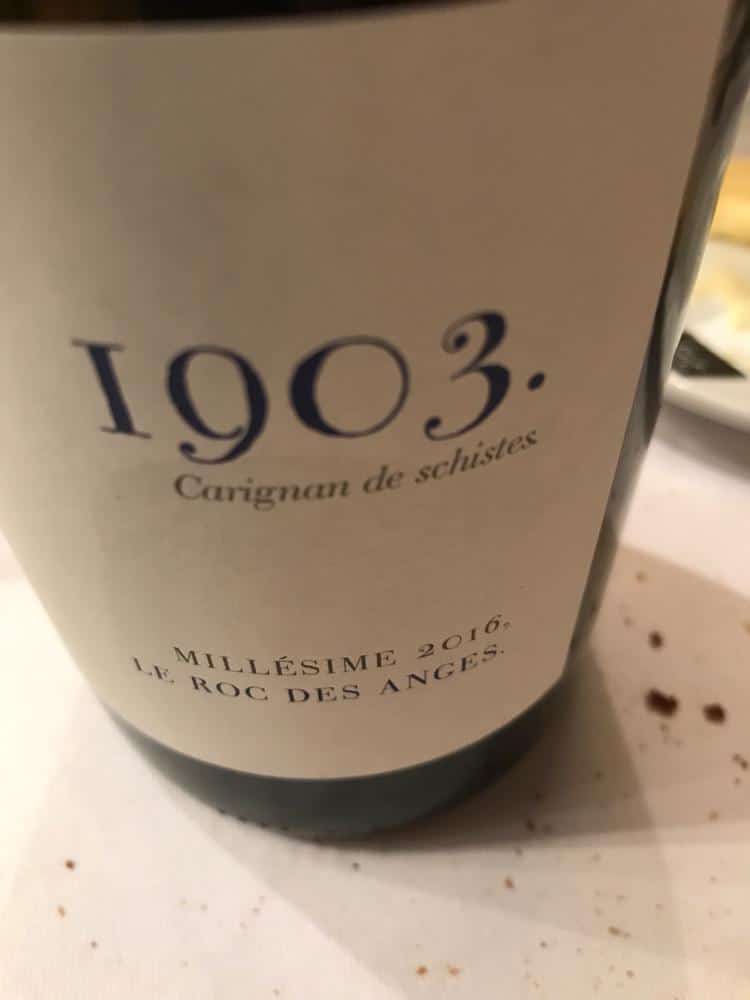 1903.
Carignan de schistes
MILLÉSIME 2016,
LE ROC DES ANGES.